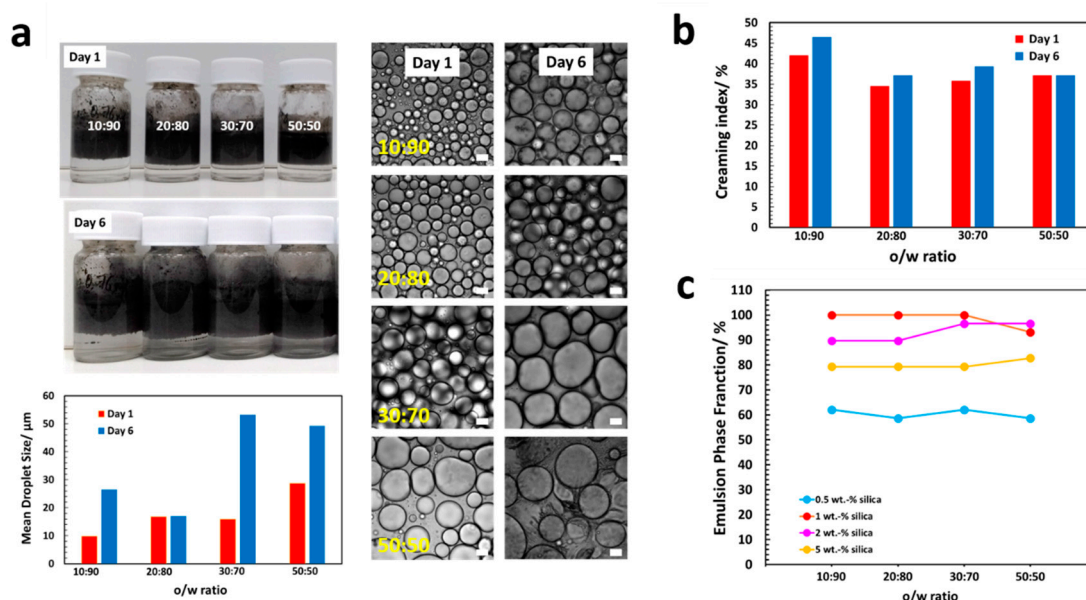 a
Day 1
10:90
20:80
30:70
50:50
Day 6
60
50
40
30
20
10
0
Mean Droplet Size/ μm
Day 1
Day 6
10:90
20:80
30:70
50:50
o/w ratio
Day 1
Day 6
10:90
20:80
30:70
50:50
b
50
45
40
35
30
25
20
15
10
5
0
Creaming index/ %
Day 1
Day 6
10:90
20:80
30:70
50:50
o/w ratio
c
110
100
90
80
70
60
50
40
30
20
10
0
Emulsion Phase Franction/ %
0.5 wt.-% silica
1 wt.-% silica
2 wt.-% silica
5 wt.-% silica
10:90
20:80
30:70
50:50
o/w ratio